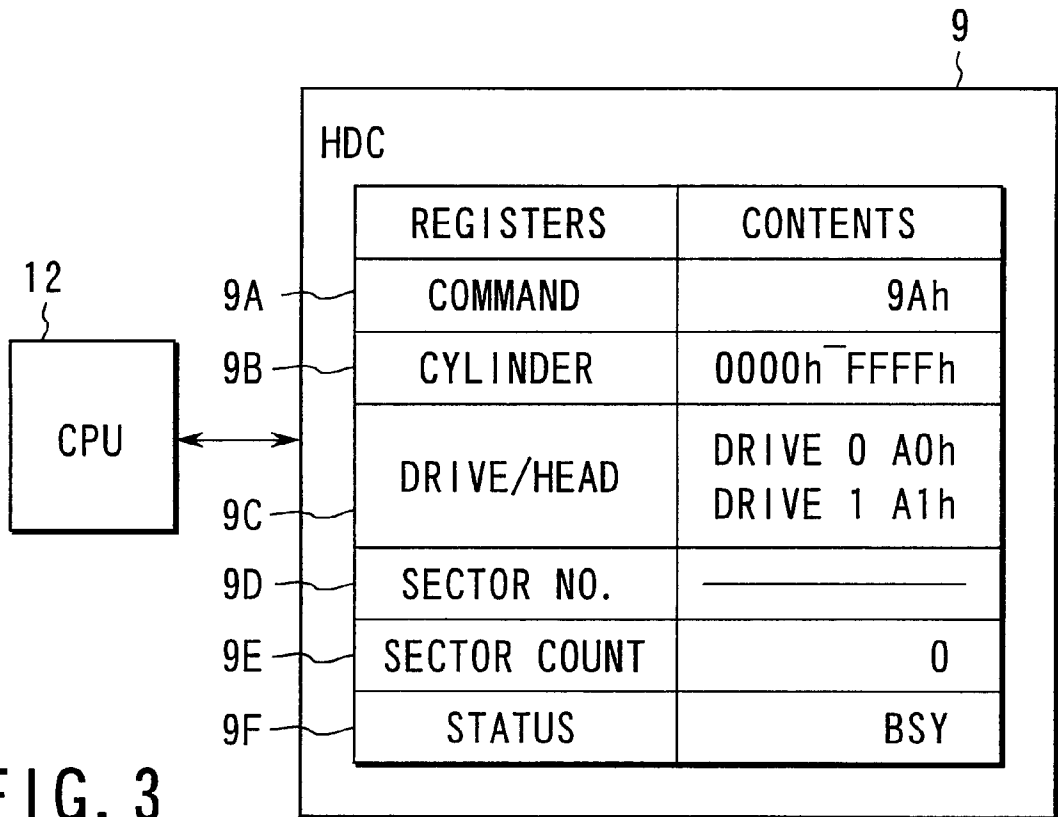 9
HDC
REGISTERS CONTENTS
12
9A COMMAND 9Ah
9B CYLINDER 0000h‾FFFFh
CPU
DRIVE/HEAD DRIVE 0 A0h
DRIVE 1 A1h
9C
9D SECTOR NO.
9E SECTOR COUNT 0
9F STATUS BSY
FIG. 3